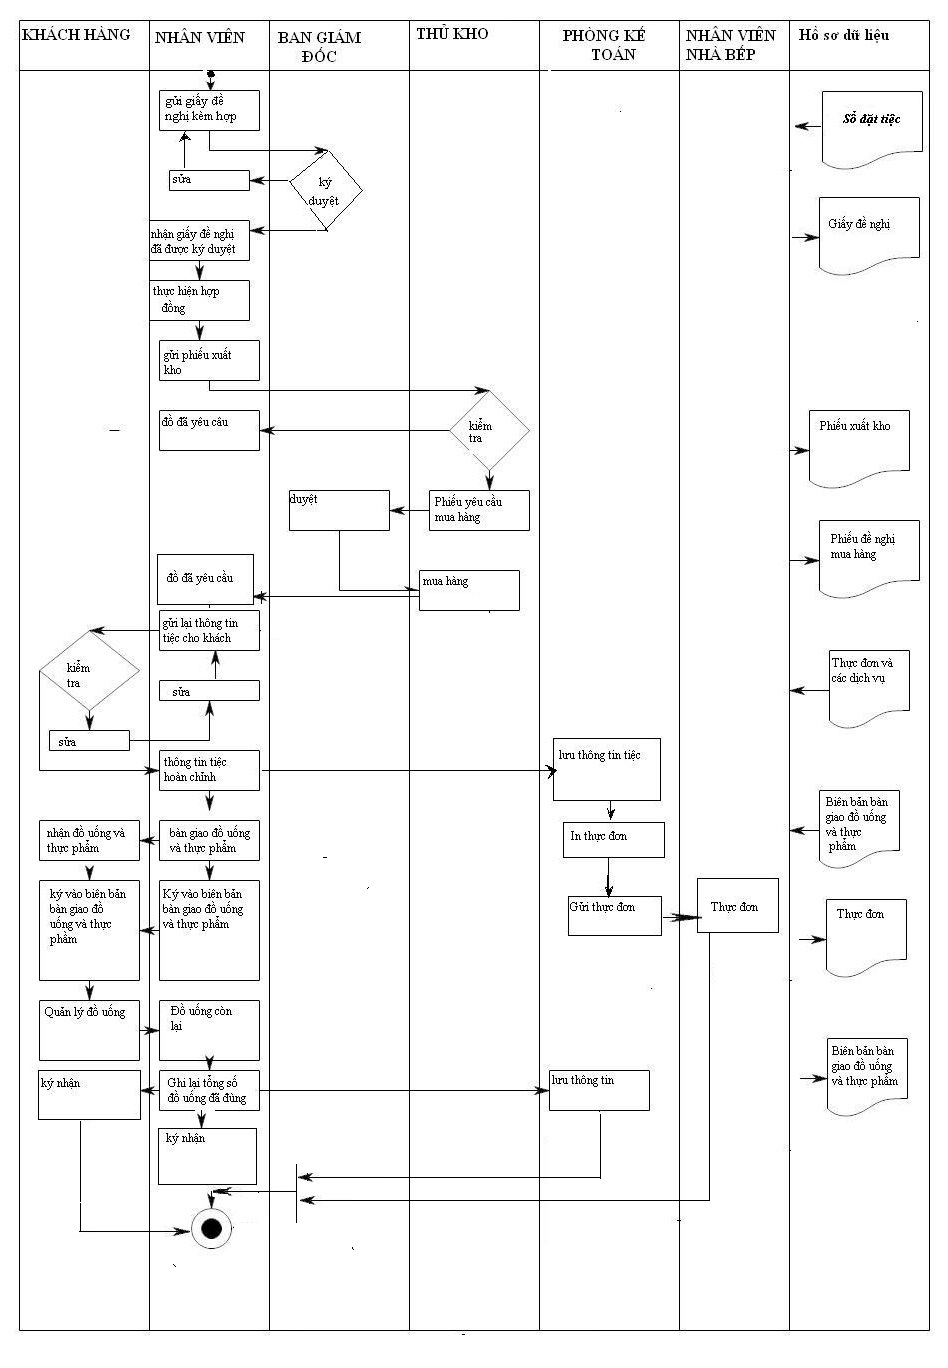 KHÁCH HÀNG
NHÂN VIÊN
BAN GIÁM
ĐỐC
THỦ KHO
PHÒNG KẾ
TOÁN
NHÂN VIÊN
NHÀ BẾP
Hồ sơ dữ liệu
gửi giấy đề
nghị kèm hợp
Sổ đặt tiệc
sửa
ký
duyệt
nhận giấy đề nghị
đã được ký duyệt
Giấy đề nghị
thực hiện hợp
đồng
gửi phiếu xuất
kho
đồ đã yêu câu
kiểm
tra
Phiếu xuất kho
duyệt
Phiếu yêu cầu
mua hàng
Phiếu đề nghị
mua hàng
đồ đã yêu cầu
mua hàng
gửi lại thông tin
tiệc cho khách
kiểm
tra
sửa
Thực đơn và
các dịch vụ
sửa
thông tin tiệc
hoàn chỉnh
lưu thông tin tiệc
nhận đồ uống và
thực phẩm
bàn giao đồ uống
và thực phẩm
In thực đơn
Biên bản bàn
giao đồ uống
và thực
phẩm
ký vào biên bản
bàn giao đồ
uống và thực
phầm
Ký vào biên bản
bàn giao đồ uống
và thực phẩm
Gửi thực đơn
Thực đơn
Thực đơn
Quản lý đồ uống
Đồ uống còn
lại
ký nhận
Ghi lại tổng số
đồ uống đã dùng
lưu thông tin
Biên bản bàn
giao đồ uống
và thực phẩm
ký nhận